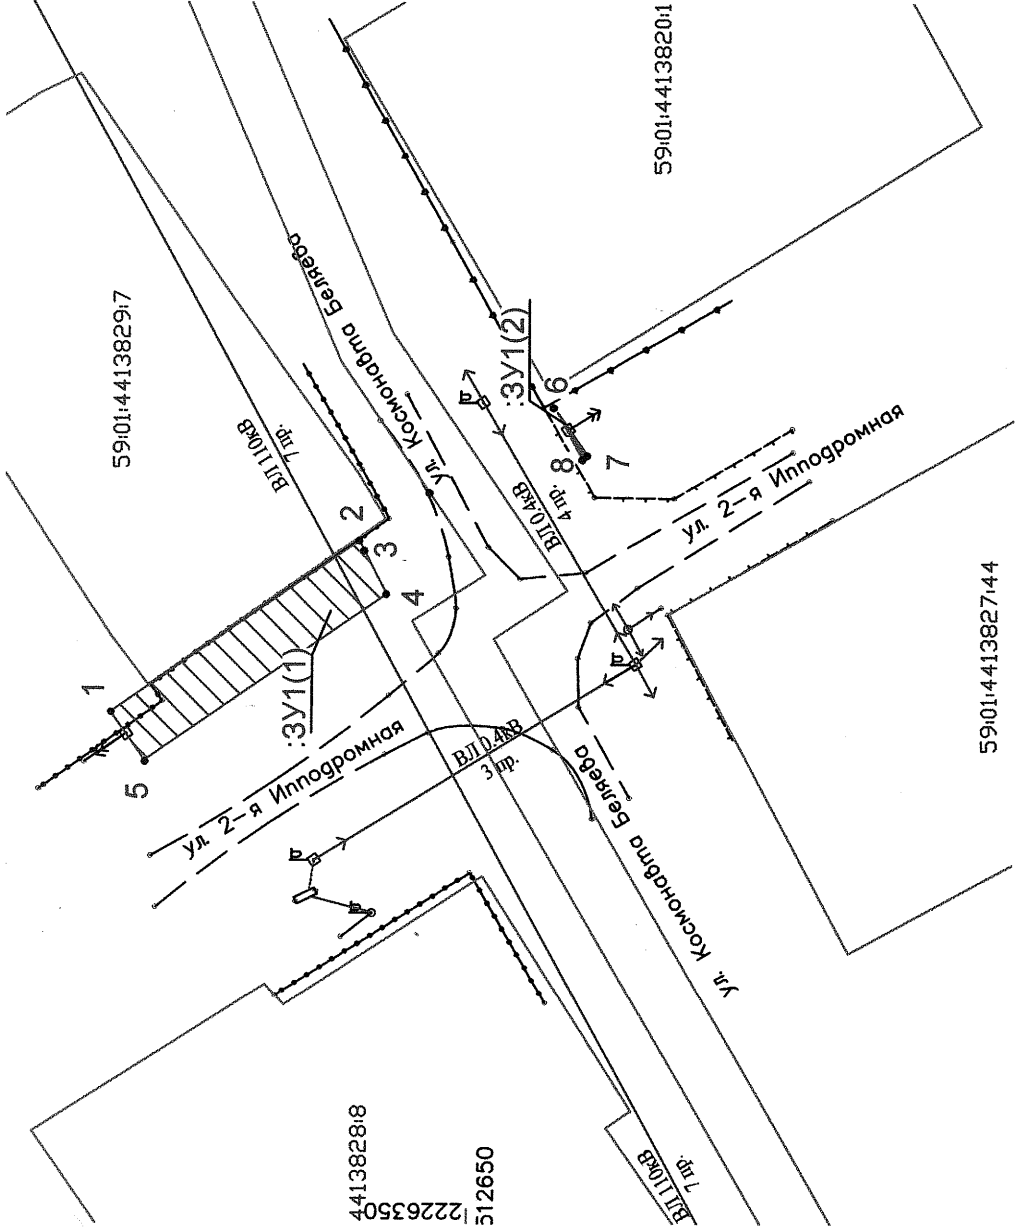 59:01:4413820:1
ул. Космонавта Беляева
59:01:4413829:7
ВЛ 110кВ
7 пр.
:ЗУ1(2)
6
7
8
ВЛ 0.4кВ
4 пр.
2
3
4
1
5
:ЗУ1(1)
ул. 2-я Ипподромная
ул. 2-я Ипподромная
ВЛ 0.4кВ
3 пр.
59:01:4413827:44
ул. Космонавта Беляева
4413828:8
2226350
512650
ВЛ 110кВ
7 пр.